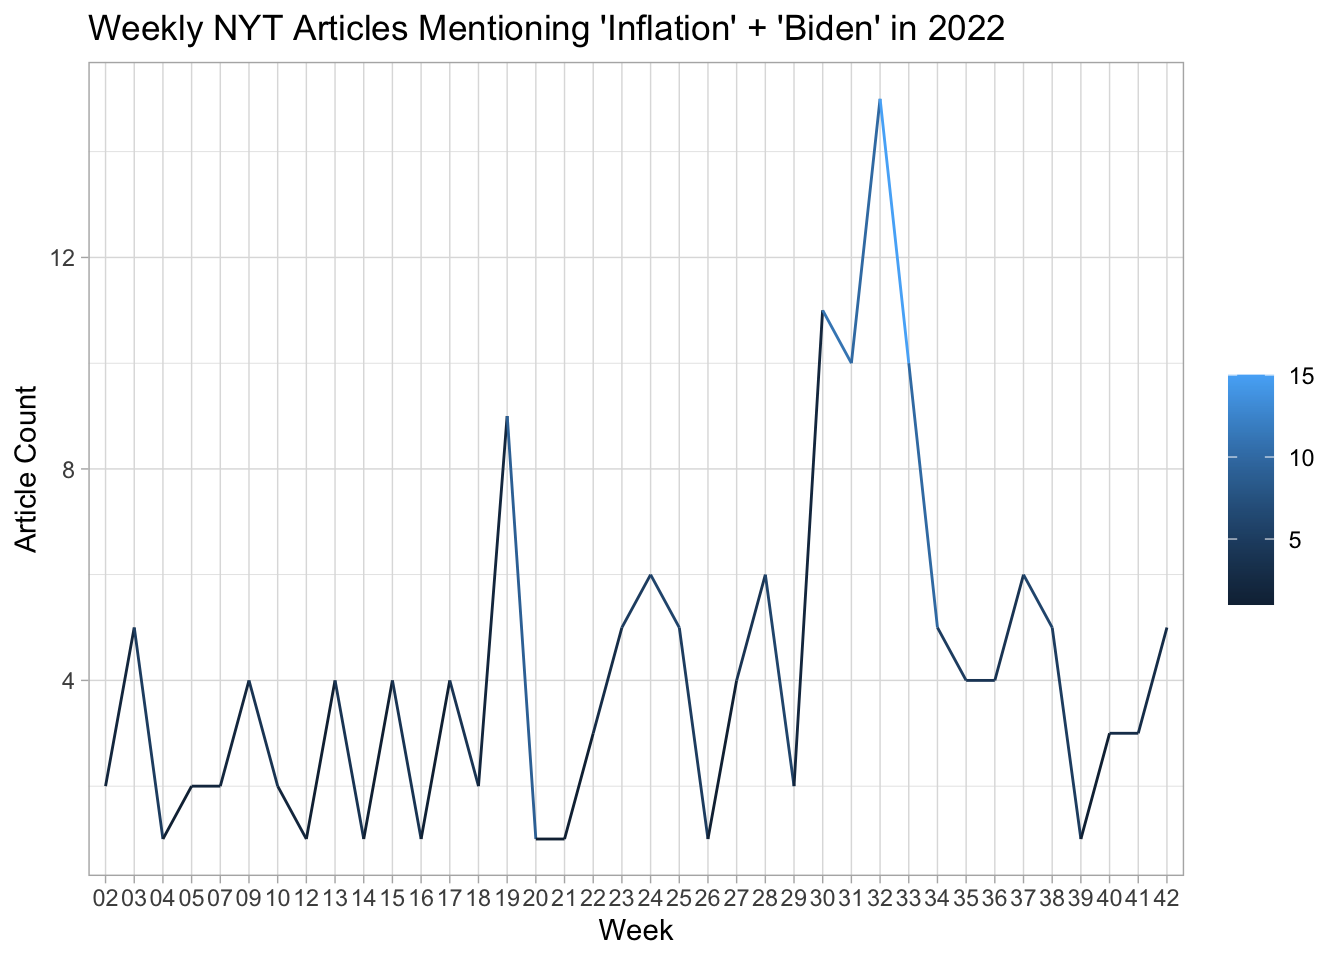 Weekly NYT Articles Mentioning 'Inflation' + 'Biden' in 2022
12
8
4
Article Count
02 03 04 05 07 09 10 12 13 14 15 16 17 18 19 20 21 22 23 24 25 26 27 28 29 30 31 32 33 34 35 36 37 38 39 40 41 42
Week
15
10
5